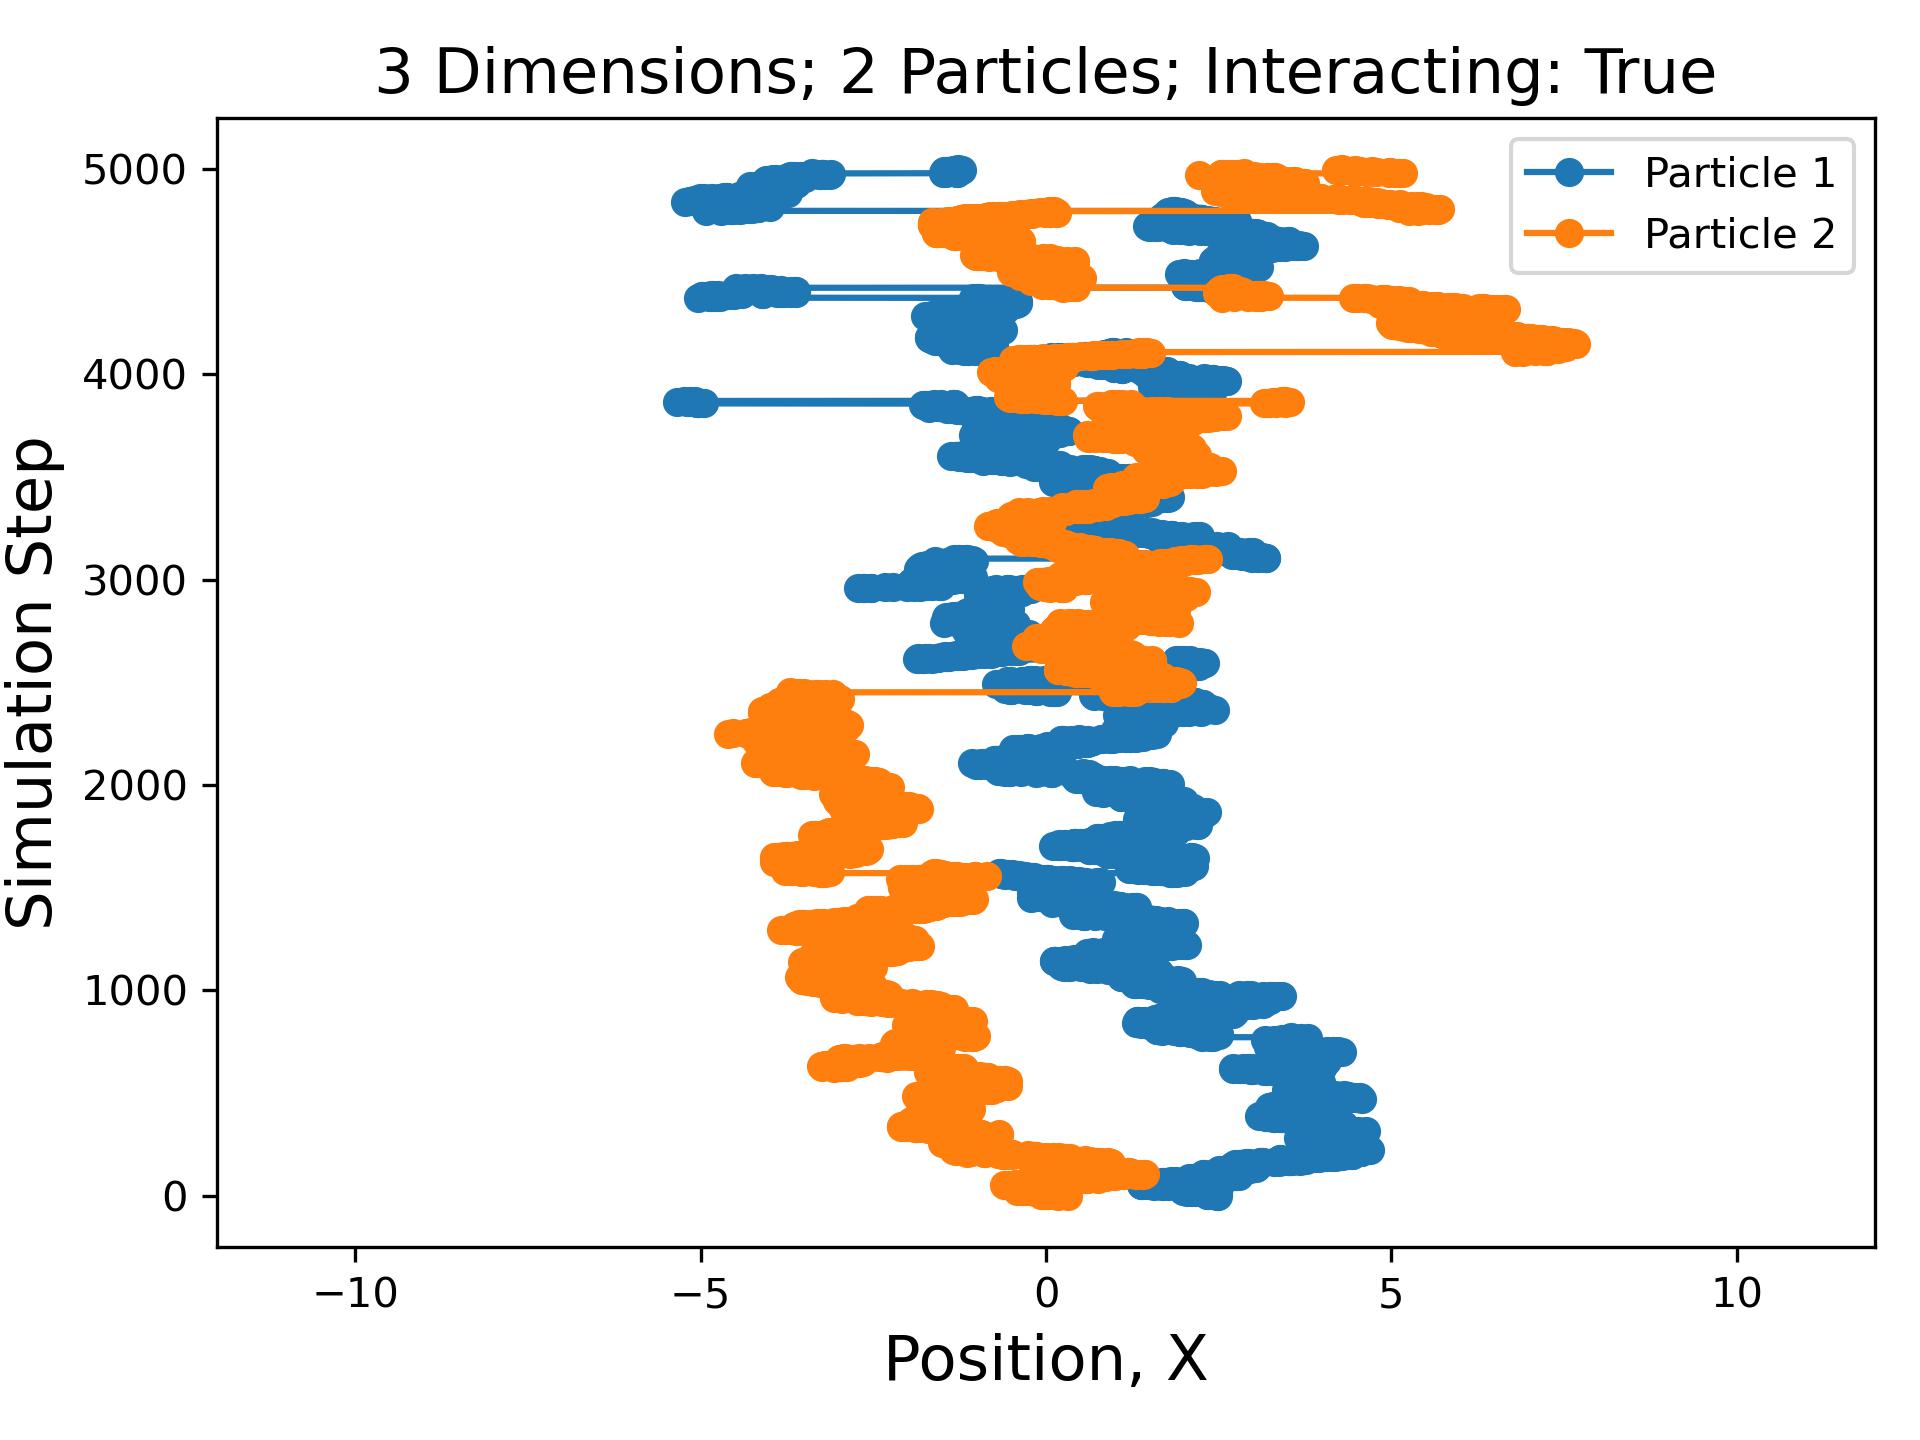 3 Dimensions; 2 Particles; Interacting: True
Particle 1
Particle 2
Simulation Step
5000
4000
3000
2000
1000
0
−10
−5
0
5
10
Position, X